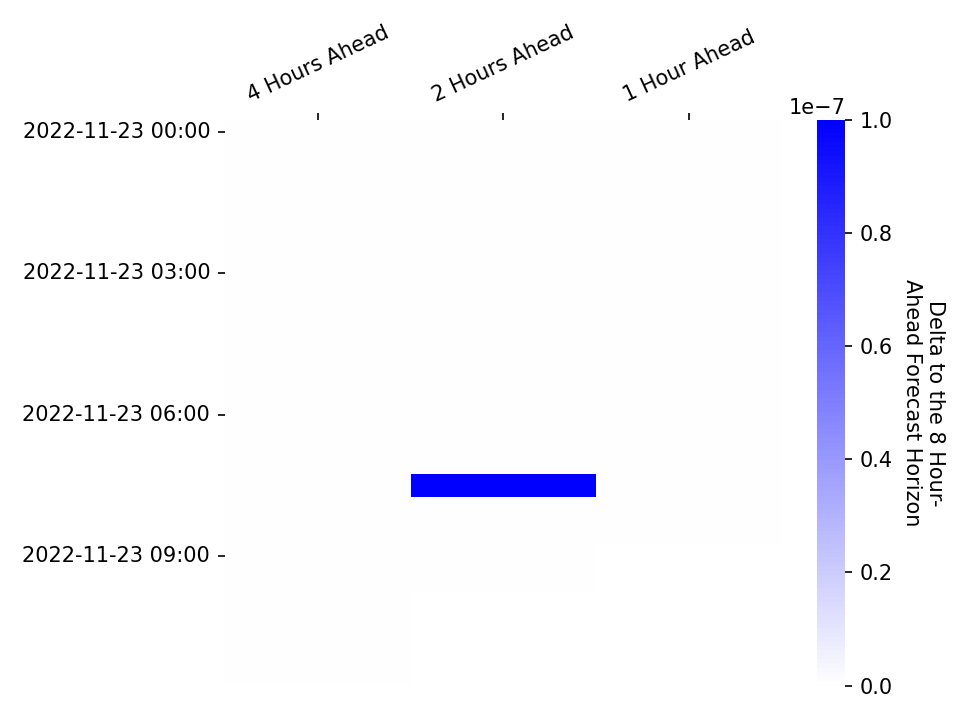 4 Hours Ahead
2 Hours Ahead
1 Hour Ahead
2022-11-23 00:00
2022-11-23 03:00
2022-11-23 06:00
2022-11-23 09:00
1e−7
1.0
0.8
0.6
0.4
0.2
0.0
Delta to the 8 Hour-
Ahead Forecast Horizon